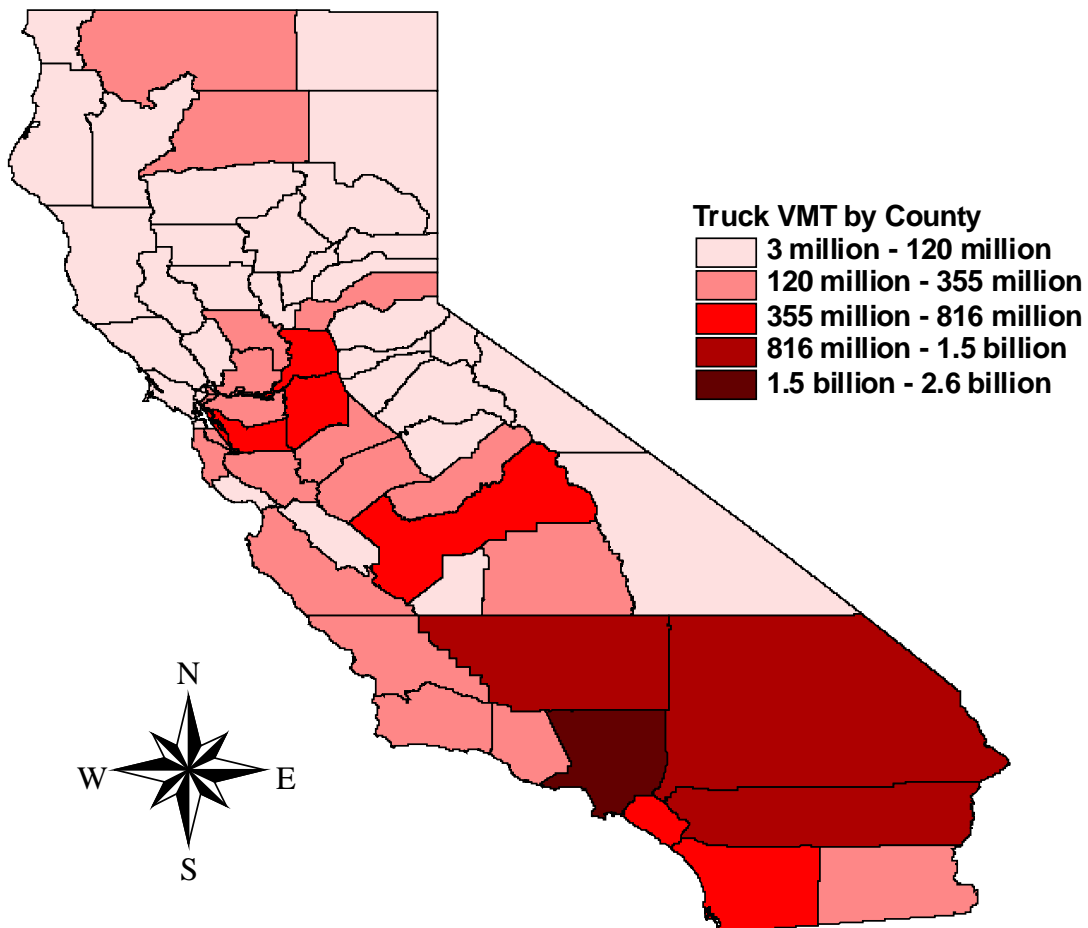 Truck VMT by County
3 million - 120 million
120 million - 355 million
355 million - 816 million
816 million - 1.5 billion
1.5 billion - 2.6 billion
N
W E
S